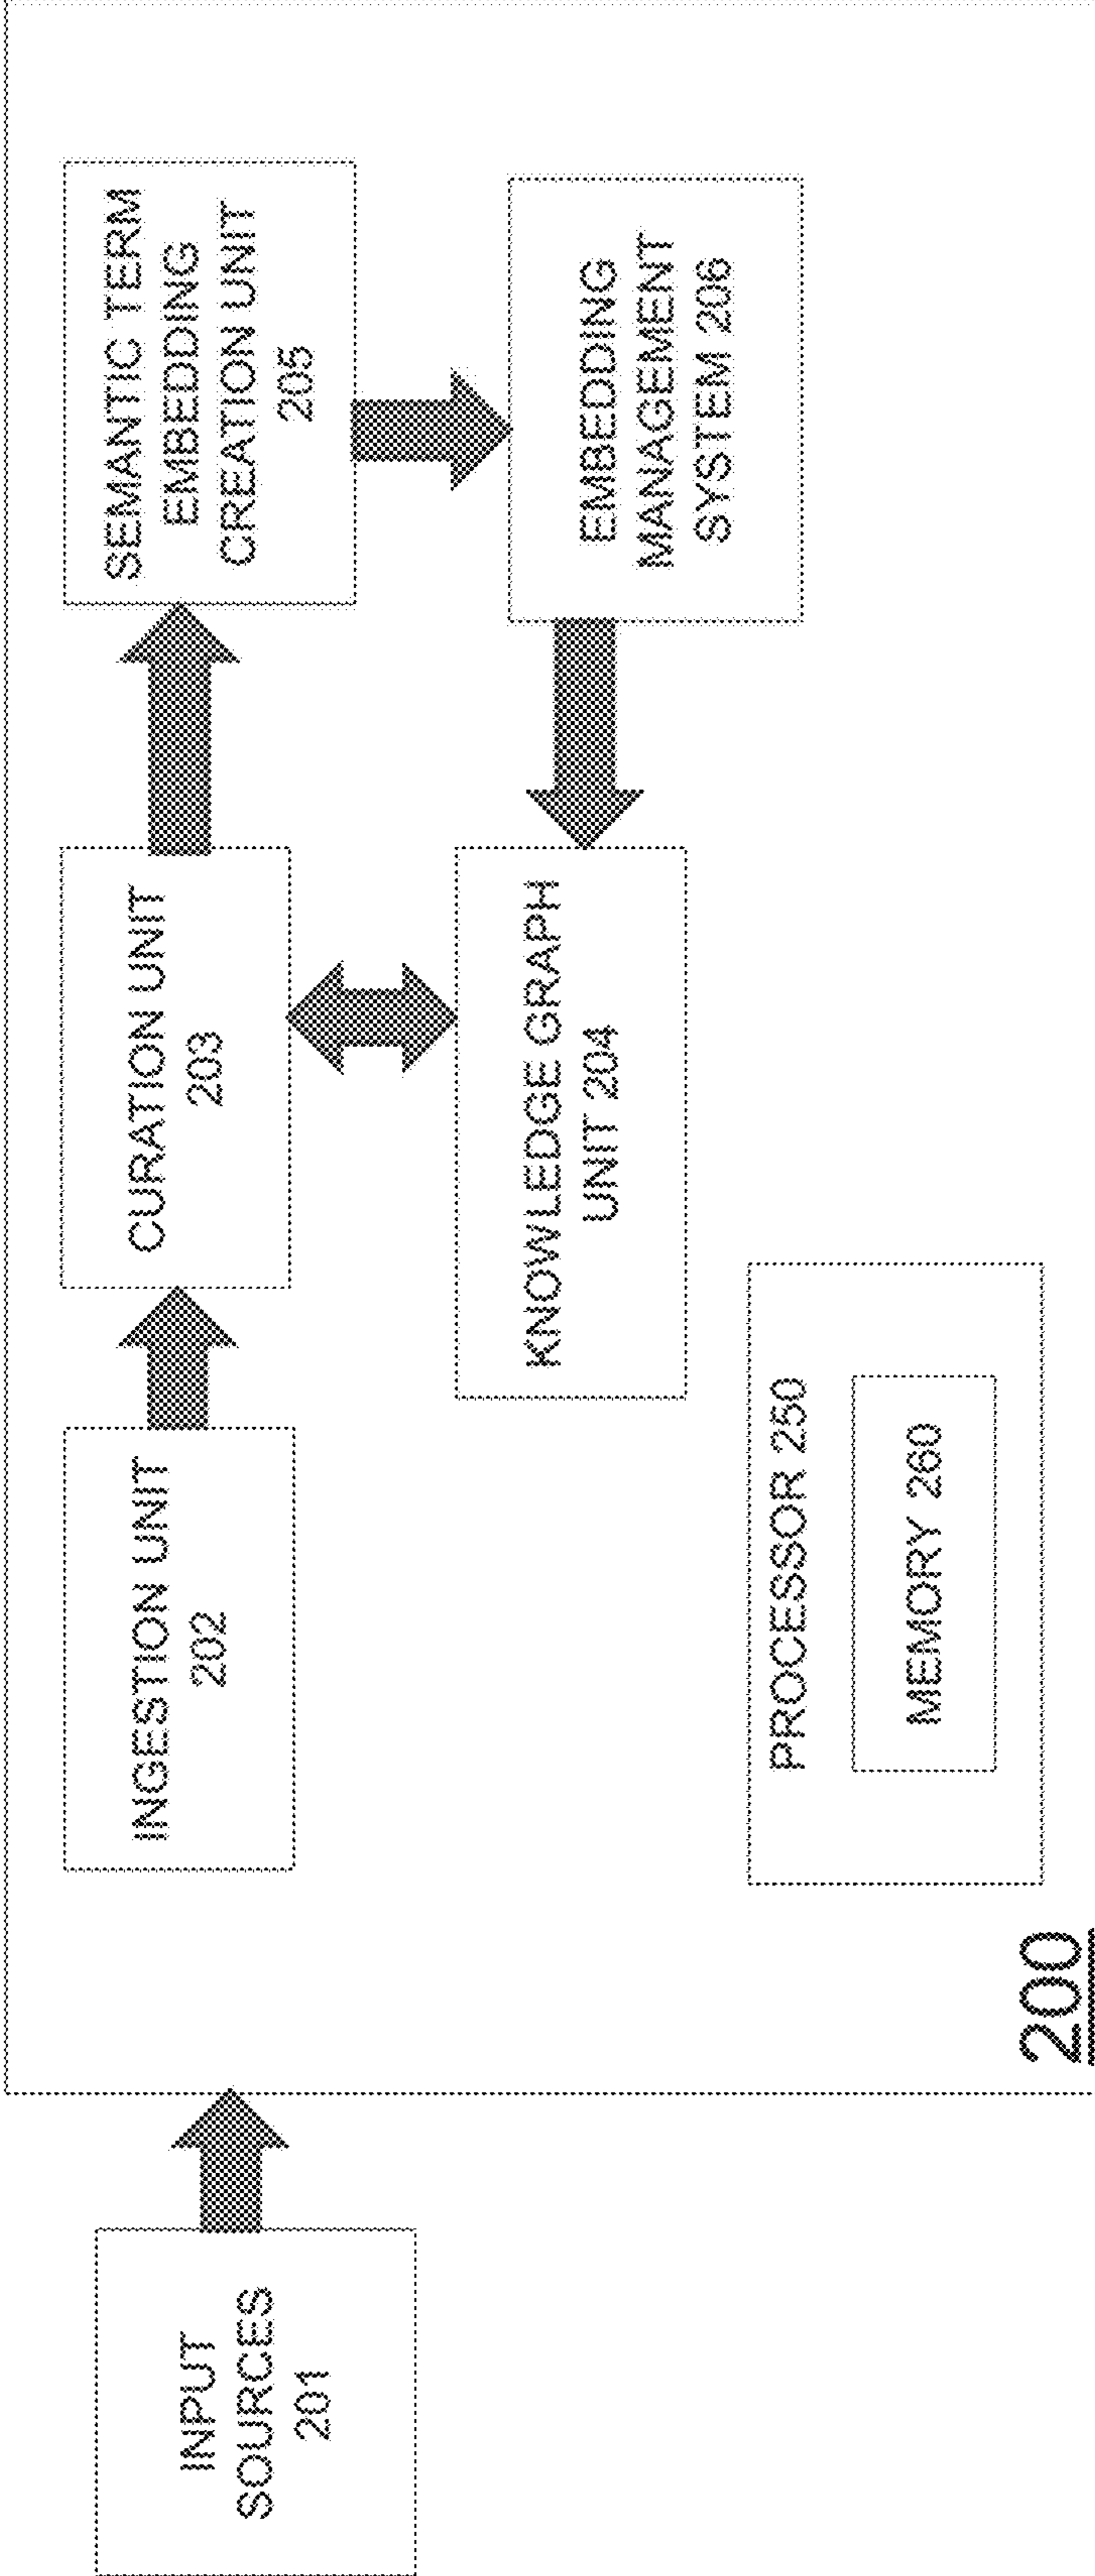 INPUT
SOURCES
201
INGESTION UNIT
202
CURATION UNIT
203
SEMANTIC TERM
EMBEDDING
CREATION UNIT
205
KNOWLEDGE GRAPH
UNIT 204
EMBEDDING
MANAGEMENT
SYSTEM 206
PROCESSOR 250
MEMORY 260
200